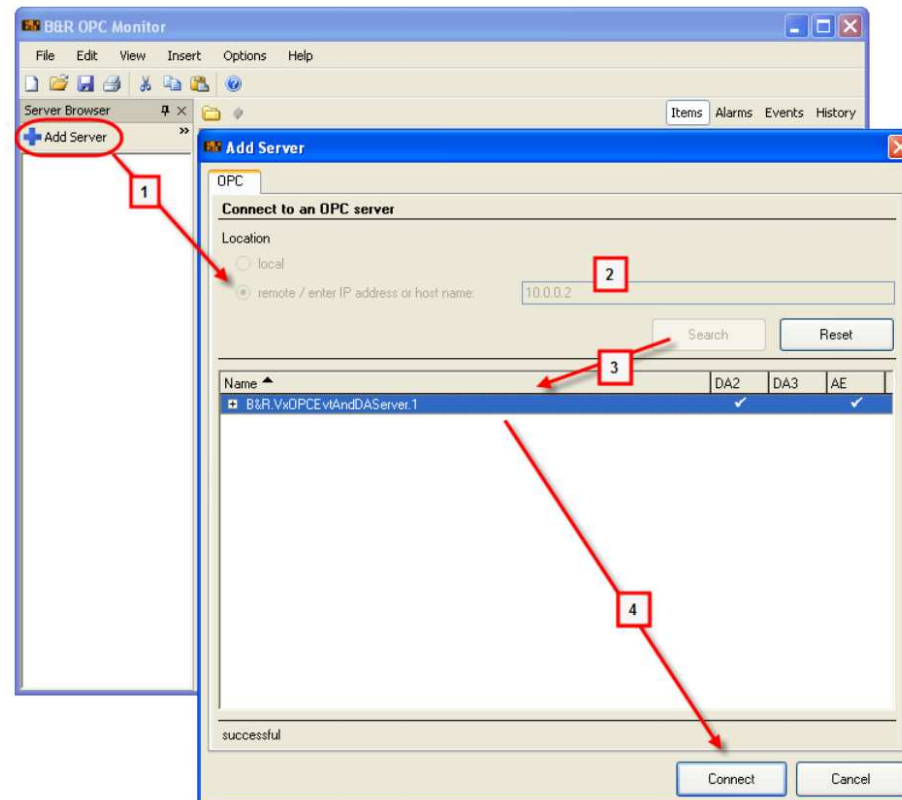 B&R OPC Monitor
File Edit View Insert Options Help
Server Browser
Items Alarms Events History
Add Server »
Add Server
OPC
1
Connect to an OPC server
Location
local
2
remote / enter IP address or host name: 10.0.0.2
Search Reset
3
Name DA2 DA3 AE
B&R.VxOPCEvtAndDAServer.1
4
successful
Connect Cancel